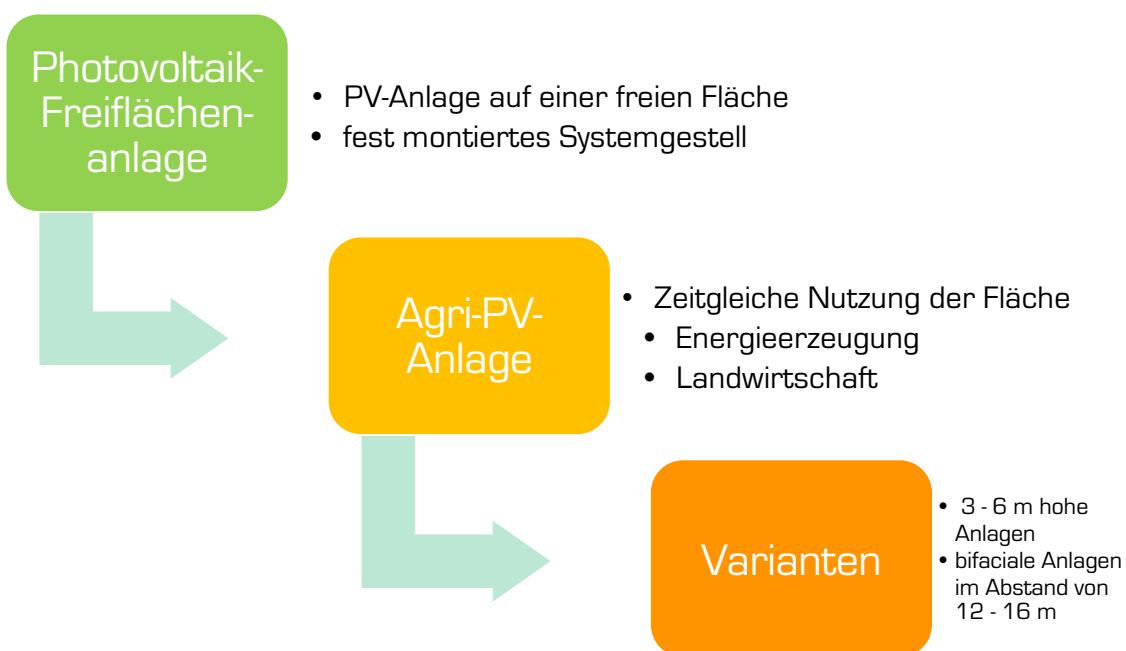 Photovoltaik-
Freiflächen-
anlage
• PV-Anlage auf einer freien Fläche
• fest montiertes Systemgestell
Agri-PV-
Anlage
• Zeitgleiche Nutzung der Fläche
• Energieerzeugung
• Landwirtschaft
Varianten
• 3 - 6 m hohe
Anlagen
• bifaciale Anlagen
im Abstand von
12 - 16 m